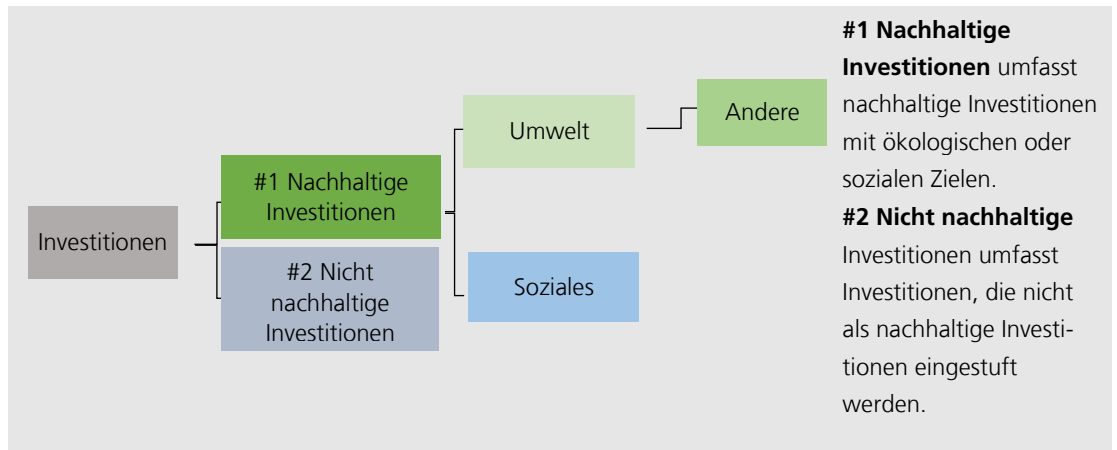 Investitionen
#1 Nachhaltige
Investitionen
#2 Nicht
nachhaltige
Investitionen
Umwelt
Soziales
Andere
#1 Nachhaltige
Investitionen umfasst
nachhaltige Investitionen
mit ökologischen oder
sozialen Zielen.
#2 Nicht nachhaltige
Investitionen umfasst
Investitionen, die nicht
als nachhaltige Investi-
tionen eingestuft
werden.